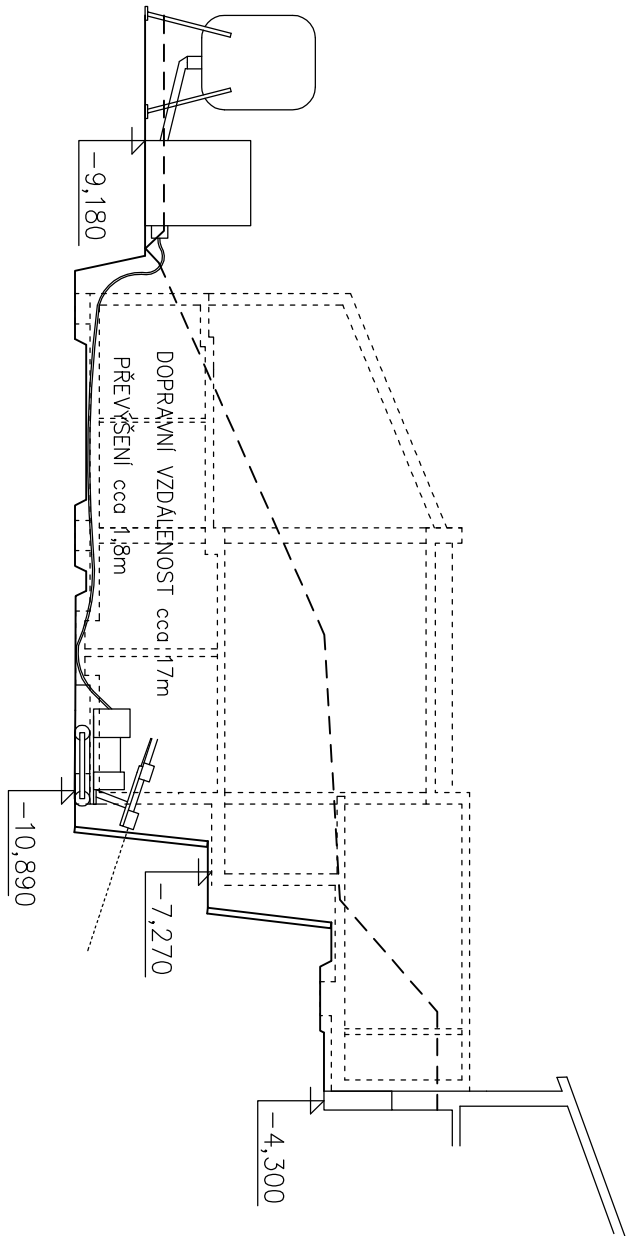 -9,180
DOPRAVNÍ VZDÁLENOST cca 17m
PŘEVÝŠENÍ cca 1,8m
-10,890
-7,270
-4,300